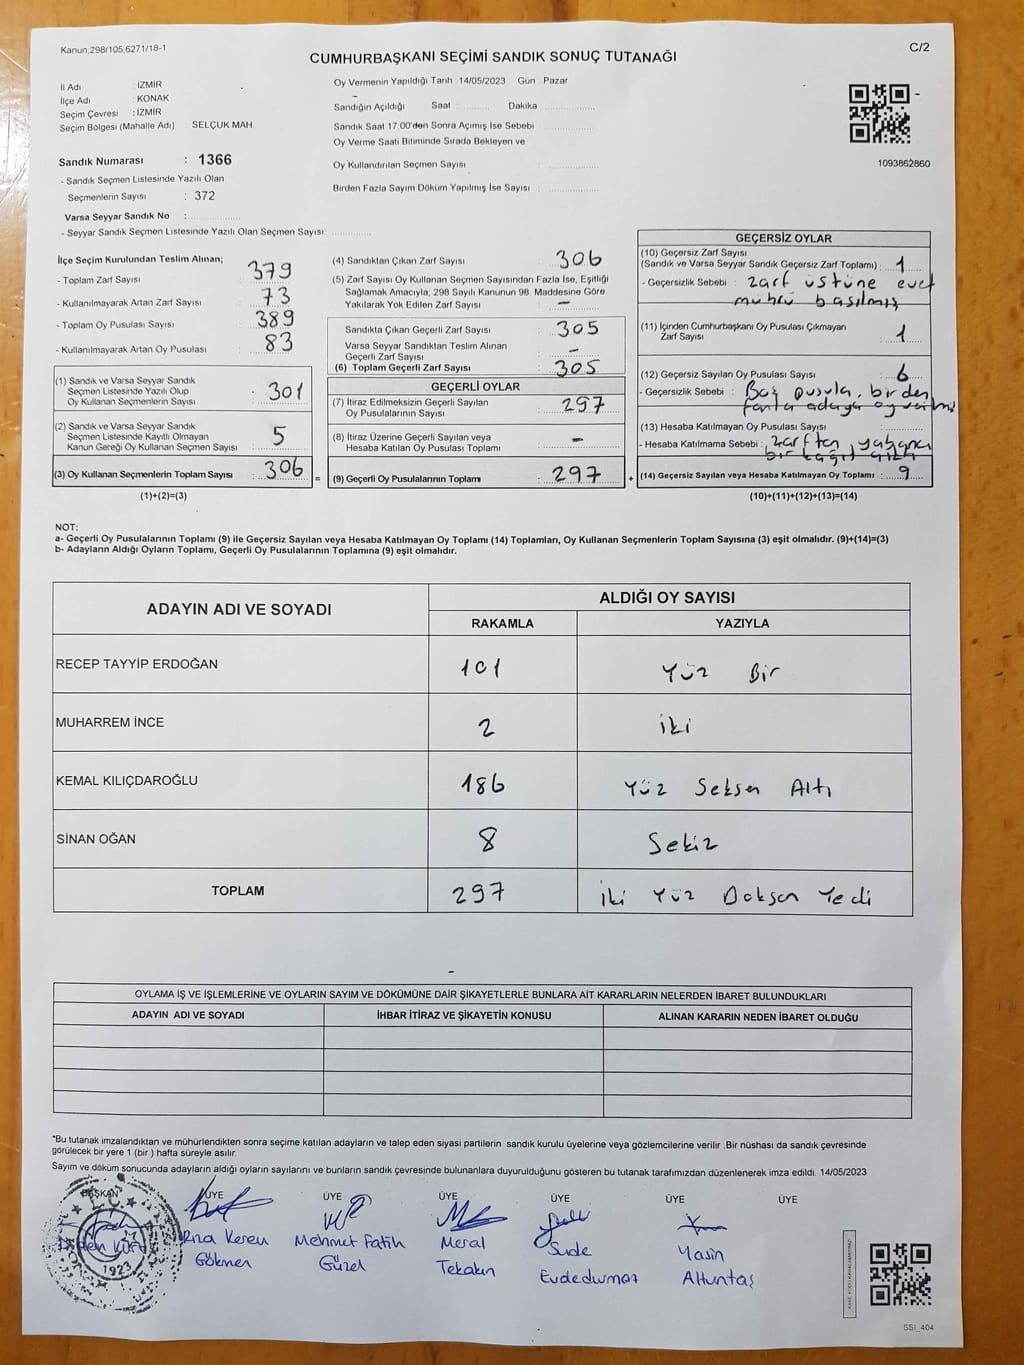 Kanun;298/105;6271/18-1
C/2
CUMHURBAŞKANI SEÇİMİ SANDIK SONUÇ TUTANAĞI
İl Adı : İZMİR
İlçe Adı : KONAK
Seçim Çevresi : İZMİR
Seçim Bölgesi (Mahalle Adı) : SELÇUK MAH.
Oy Vermenin Yapıldığı Tarih 14/05/2023 Gün Pazar
Sandığın Açıldığı Saat Dakika
Sandık Saat 17:00'den Sonra Açımış İse Sebebi :
Oy Verme Saati Bitiminde Sırada Bekleyen ve
Oy Kullandırılan Seçmen Sayısı :
Birden Fazla Sayım Döküm Yapılmış İse Sayısı :
1093862860
Sandık Numarası : 1366
- Sandık Seçmen Listesinde Yazılı Olan
Seçmenlerin Sayısı : 372
Varsa Seyyar Sandık No :
- Seyyar Sandık Seçmen Listesinde Yazılı Olan Seçmen Sayısı:
İlçe Seçim Kurulundan Teslim Alınan;
- Toplam Zarf Sayısı : 379
- Kullanılmayarak Artan Zarf Sayısı : 73
- Toplam Oy Pusulası Sayısı : 389
- Kullanılmayarak Artan Oy Pusulası : 83
(1) Sandık ve Varsa Seyyar Sandık
Seçmen Listesinde Yazılı Olup
Oy Kullanan Seçmenlerin Sayısı : 301
(2) Sandık ve Varsa Seyyar Sandık
Seçmen Listesinde Kayıtlı Olmayan
Kanun Gereği Oy Kullanan Seçmen Sayısı : 5
(3) Oy Kullanan Seçmenlerin Toplam Sayısı : 306
(1)+(2)=(3)
(4) Sandıktan Çıkan Zarf Sayısı : 306
(5) Zarf Sayısı Oy Kullanan Seçmen Sayısından Fazla İse, Eşitliği
Sağlamak Amacıyla; 298 Sayılı Kanunun 98. Maddesine Göre
Yakılarak Yok Edilen Zarf Sayısı : —
Sandıkta Çıkan Geçerli Zarf Sayısı : 305
Varsa Seyyar Sandıktan Teslim Alınan
Geçerli Zarf Sayısı : —
(6) Toplam Geçerli Zarf Sayısı : 305
GEÇERLİ OYLAR
(7) İtiraz Edilmeksizin Geçerli Sayılan
Oy Pusulalarının Sayısı : 297
(8) İtiraz Üzerine Geçerli Sayılan veya
Hesaba Katılan Oy Pusulası Toplamı : —
= (9) Geçerli Oy Pusulalarının Toplamı : 297
GEÇERSİZ OYLAR
(10) Geçersiz Zarf Sayısı
(Sandık ve Varsa Seyyar Sandık Geçersiz Zarf Toplamı) : 1
- Geçersizlik Sebebi : zarf üstüne evet
mührü basılmış
(11) İçinden Cumhurbaşkanı Oy Pusulası Çıkmayan
Zarf Sayısı : 1
(12) Geçersiz Sayılan Oy Pusulası Sayısı : 6
- Geçersizlik Sebebi : Boş pusula, birden
fazla adaya oy verilmiş
(13) Hesaba Katılmayan Oy Pusulası Sayısı :
- Hesaba Katılmama Sebebi : zarftan, yabancı
bir kağıt çıktı
+ (14) Geçersiz Sayılan veya Hesaba Katılmayan Oy Toplamı : 9
(10)+(11)+(12)+(13)=(14)
NOT:
a- Geçerli Oy Pusulalarının Toplamı (9) ile Geçersiz Sayılan veya Hesaba Katılmayan Oy Toplamı (14) Toplamları, Oy Kullanan Seçmenlerin Toplam Sayısına (3) eşit olmalıdır. (9)+(14)=(3)
b- Adayların Aldığı Oyların Toplamı, Geçerli Oy Pusulalarının Toplamına (9) eşit olmalıdır.
ADAYIN ADI VE SOYADI ALDIĞI OY SAYISI
RAKAMLA YAZIYLA
RECEP TAYYİP ERDOĞAN 101 Yüz Bir
MUHARREM İNCE 2 iki
KEMAL KILIÇDAROĞLU 186 Yüz Seksen Altı
SİNAN OĞAN 8 Sekiz
TOPLAM 297 iki Yüz Doksan Yedi
OYLAMA İŞ VE İŞLEMLERİNE VE OYLARIN SAYIM VE DÖKÜMÜNE DAİR ŞİKAYETLERLE BUNLARA AİT KARARLARIN NELERDEN İBARET BULUNDUKLARI
ADAYIN ADI VE SOYADI İHBAR İTİRAZ VE ŞİKAYETİN KONUSU ALINAN KARARIN NEDEN İBARET OLDUĞU
*Bu tutanak imzalandıktan ve mühürlendikten sonra seçime katılan adayların ve talep eden siyasi partilerin sandık kurulu üyelerine veya gözlemcilerine verilir .Bir nüshası da sandık çevresinde
görülecek bir yere 1 (bir ) hafta süreyle asılır.
Sayım ve döküm sonucunda adayların aldığı oyların sayılarını ve bunların sandık çevresinde bulunanlara duyurulduğunu gösteren bu tutanak tarafımızdan düzenlenerek imza edildi. 14/05/2023
BAŞKAN ÜYE ÜYE ÜYE ÜYE ÜYE ÜYE
Rıza Kerem Mehmet Fatih Meral Sude Yasin
Gökmen Güzel Tekakın Evdedurmaz Altuntaş
1923
SSI_404